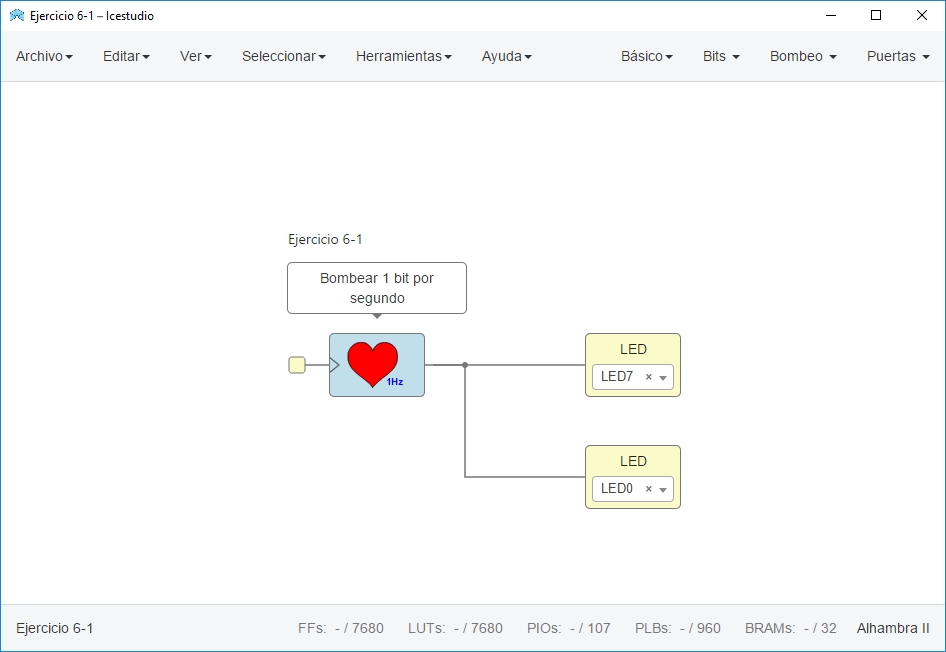 Ejercicio 6-1 – Icestudio
Archivo Editar Ver Seleccionar Herramientas Ayuda Básico Bits Bombeo Puertas
Ejercicio 6-1
Bombear 1 bit por
segundo
1Hz
LED
LED7 ×
LED
LED0 ×
Ejercicio 6-1 FFs: - / 7680 LUTs: - / 7680 PIOs: - / 107 PLBs: - / 960 BRAMs: - / 32 Alhambra II